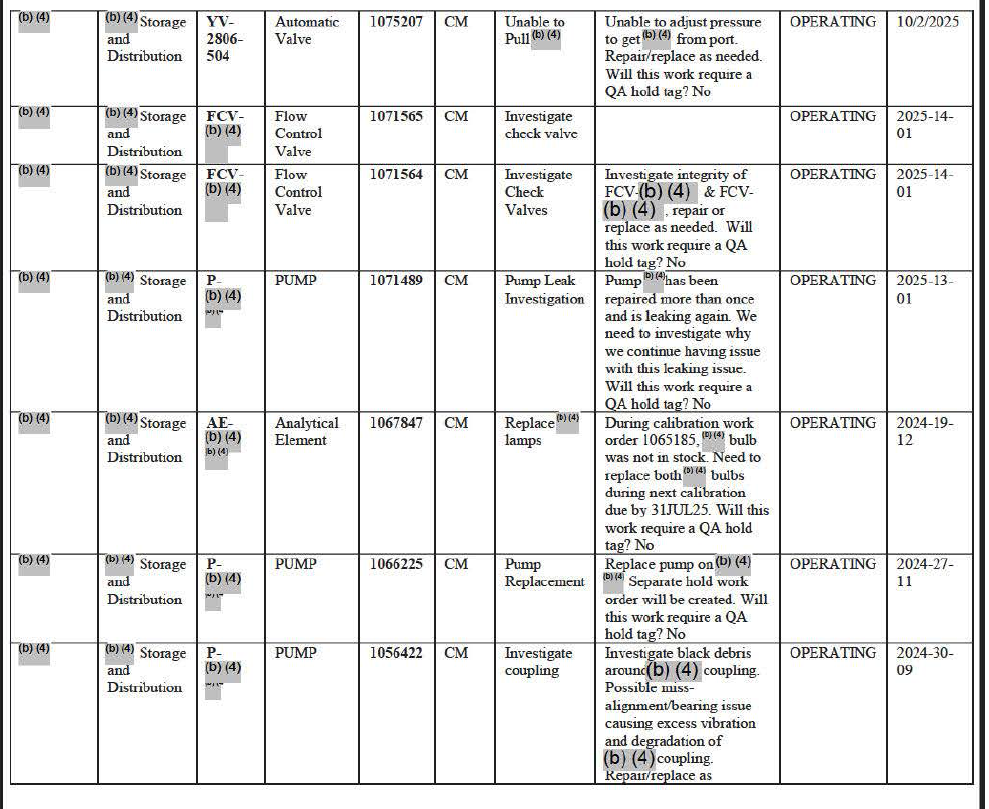 (b) (4) (b) (4) Storage YV- Automatic 1075207 CM Unable to Unable to adjust pressure OPERATING 10/2/2025
and 2806- Valve Pull (b) (4) to get (b) (4) from port.
Distribution 504 Repair/replace as needed.
Will this work require a
QA hold tag? No
(b) (4) (b) (4) Storage FCV- Flow 1071565 CM Investigate OPERATING 2025-14-
and (b) (4) Control check valve 01
Distribution Valve
(b) (4) (b) (4) Storage FCV- Flow 1071564 CM Investigate Investigate integrity of OPERATING 2025-14-
and (b) (4) Control Check FCV-(b) (4) & FCV- 01
Distribution Valve Valves (b) (4) , repair or
replace as needed. Will
this work require a QA
hold tag? No
(b) (4) (b) (4) Storage P- PUMP 1071489 CM Pump Leak Pump (b) (4) has been OPERATING 2025-13-
and (b) (4) Investigation repaired more than once 01
Distribution (b) (4) and is leaking again. We
need to investigate why
we continue having issue
with this leaking issue.
Will this work require a
QA hold tag? No
(b) (4) (b) (4) Storage AE- Analytical 1067847 CM Replace (b) (4) During calibration work OPERATING 2024-19-
and (b) (4) Element lamps order 1065185, (b) (4) bulb 12
Distribution (b) (4) was not in stock. Need to
replace both (b) (4) bulbs
during next calibration
due by 31JUL25. Will this
work require a QA hold
tag? No
(b) (4) (b) (4) Storage P- PUMP 1066225 CM Pump Replace pump on (b) (4) OPERATING 2024-27-
and (b) (4) Replacement (b) (4) Separate hold work 11
Distribution (b) (4) order will be created. Will
this work require a QA
hold tag? No
(b) (4) (b) (4) Storage P- PUMP 1056422 CM Investigate Investigate black debris OPERATING 2024-30-
and (b) (4) coupling around (b) (4) coupling. 09
Distribution (b) (4) Possible miss-
alignment/bearing issue
causing excess vibration
and degradation of
(b) (4) coupling.
Repair/replace as